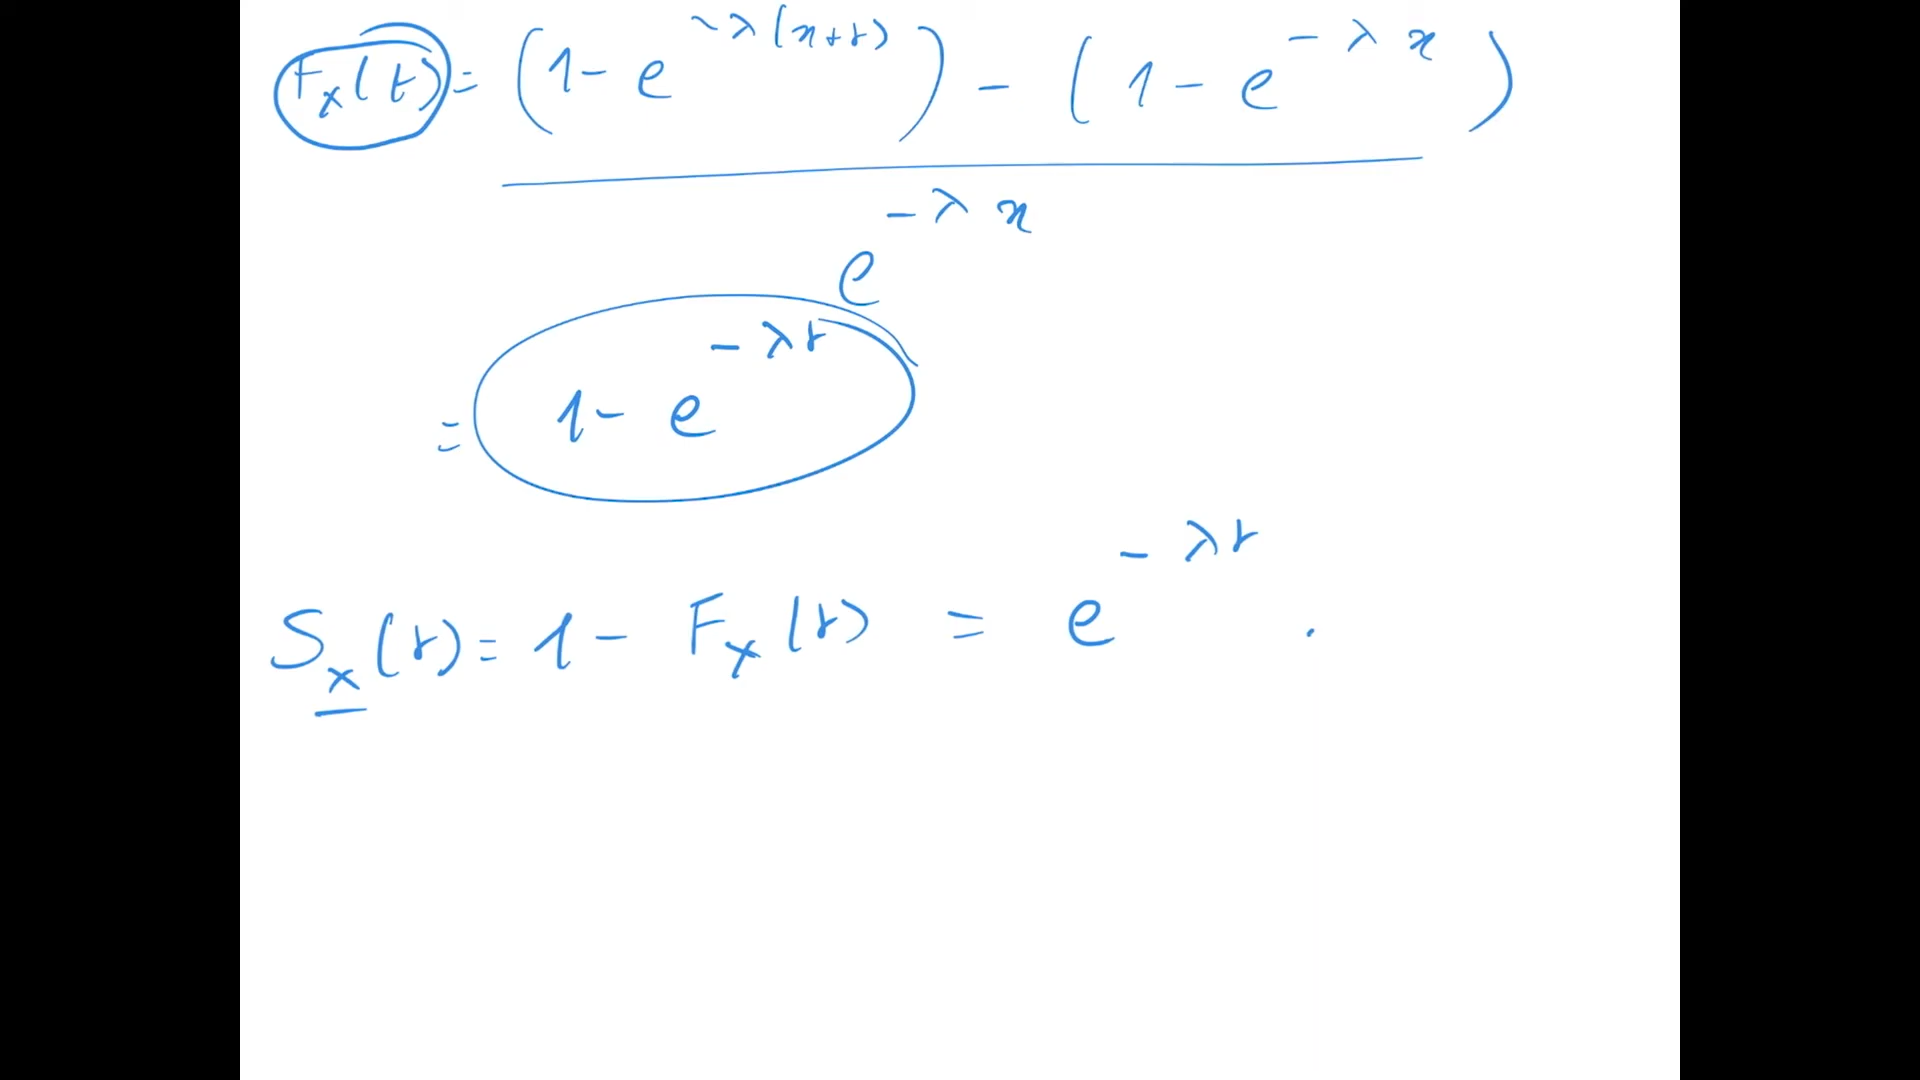 F_x(t) = (1 - e^{-λ(x+t)}) - (1 - e^{-λx})
e^{-λx}
= 1 - e^{-λt}
S_x(t) = 1 - F_x(t) = e^{-λt} .